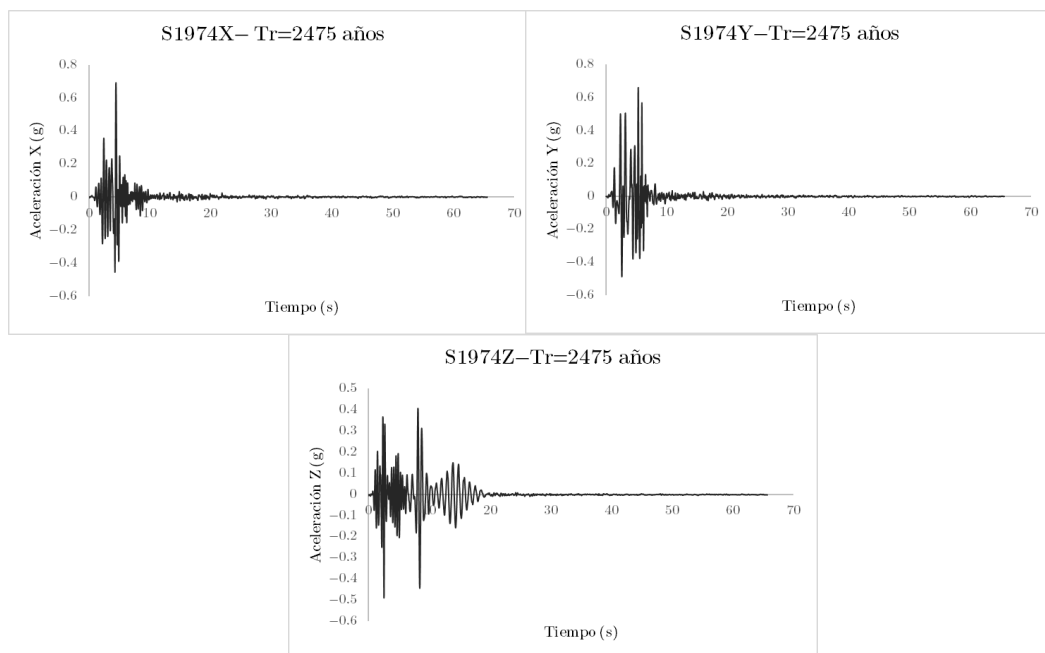 S1974X– Tr=2475 años
0.8
0.6
0.4
0.2
0
−0.2
−0.4
−0.6
0 10 20 30 40 50 60 70
Aceleración X (g)
Tiempo (s)
S1974Y–Tr=2475 años
0.8
0.6
0.4
0.2
0
−0.2
−0.4
−0.6
0 10 20 30 40 50 60 70
Aceleración Y (g)
Tiempo (s)
S1974Z–Tr=2475 años
0.5
0.4
0.3
0.2
0.1
0
−0.1
−0.2
−0.3
−0.4
−0.5
−0.6
0 10 20 30 40 50 60 70
Aceleración Z (g)
Tiempo (s)